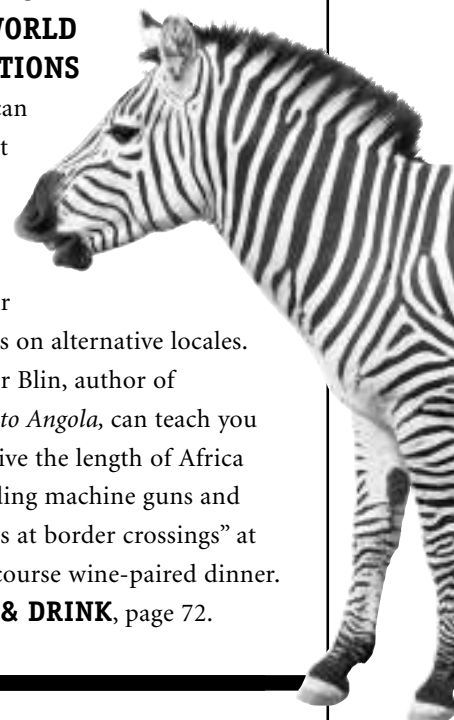 ORLD
TIONS
can
t
r
s on alternative locales.
r Blin, author of
to Angola, can teach you
ive the length of Africa
ling machine guns and
s at border crossings” at
course wine-paired dinner.
& DRINK, page 72.